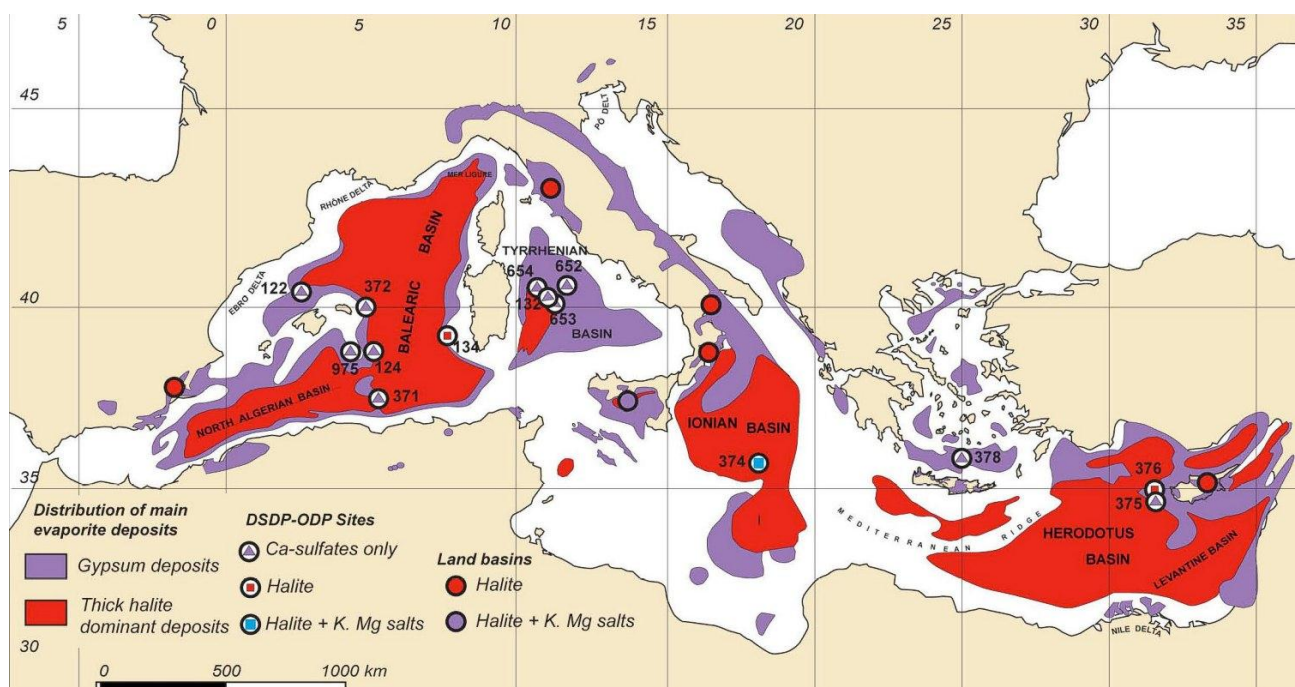 5 0 5 10 15 20 25 30 35
45
PÔ DELT
MER LIGURE
RHÔNE DELTA
BASIN
TYRRHENIAN
654 652
EBRO DELTA
122
372
132
40
653
BALEARIC
BASIN
134
975 124
371
NORTH ALGERIAN BASIN
IONIAN BASIN
374
378
376
375
35
MEDITERRANEAN RIDGE
HERODOTUS
BASIN
LEVANTINE BASIN
NILE DELTA
Distribution of main
evaporite deposits
Gypsum deposits
Thick halite
dominant deposits
DSDP-ODP Sites
Ca-sulfates only
Halite
Halite + K. Mg salts
Land basins
Halite
Halite + K. Mg salts
30
0 500 1000 km